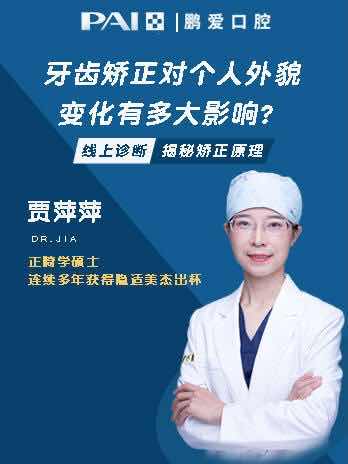 PAI 鹏爱口腔
牙齿矫正对个人外貌
变化有多大影响？
线上诊断 揭秘矫正原理
贾萍萍
DR.JIA
正畸学硕士
连续多年获得隐适美杰出杯